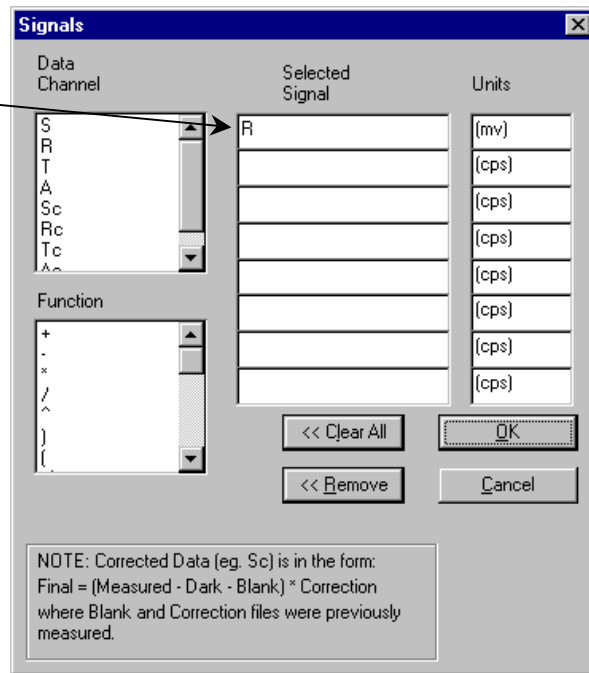 Signals
Data
Channel
Selected
Signal
Units
S
R
T
A
Sc
Rc
Tc
Ac
R
(mv)
(cps)
(cps)
(cps)
(cps)
(cps)
(cps)
(cps)
Function
+
-
*
/
^
)
(
<< Clear All
OK
<< Remove
Cancel
NOTE: Corrected Data (eg. Sc) is in the form:
Final = (Measured - Dark - Blank) * Correction
where Blank and Correction files were previously
measured.